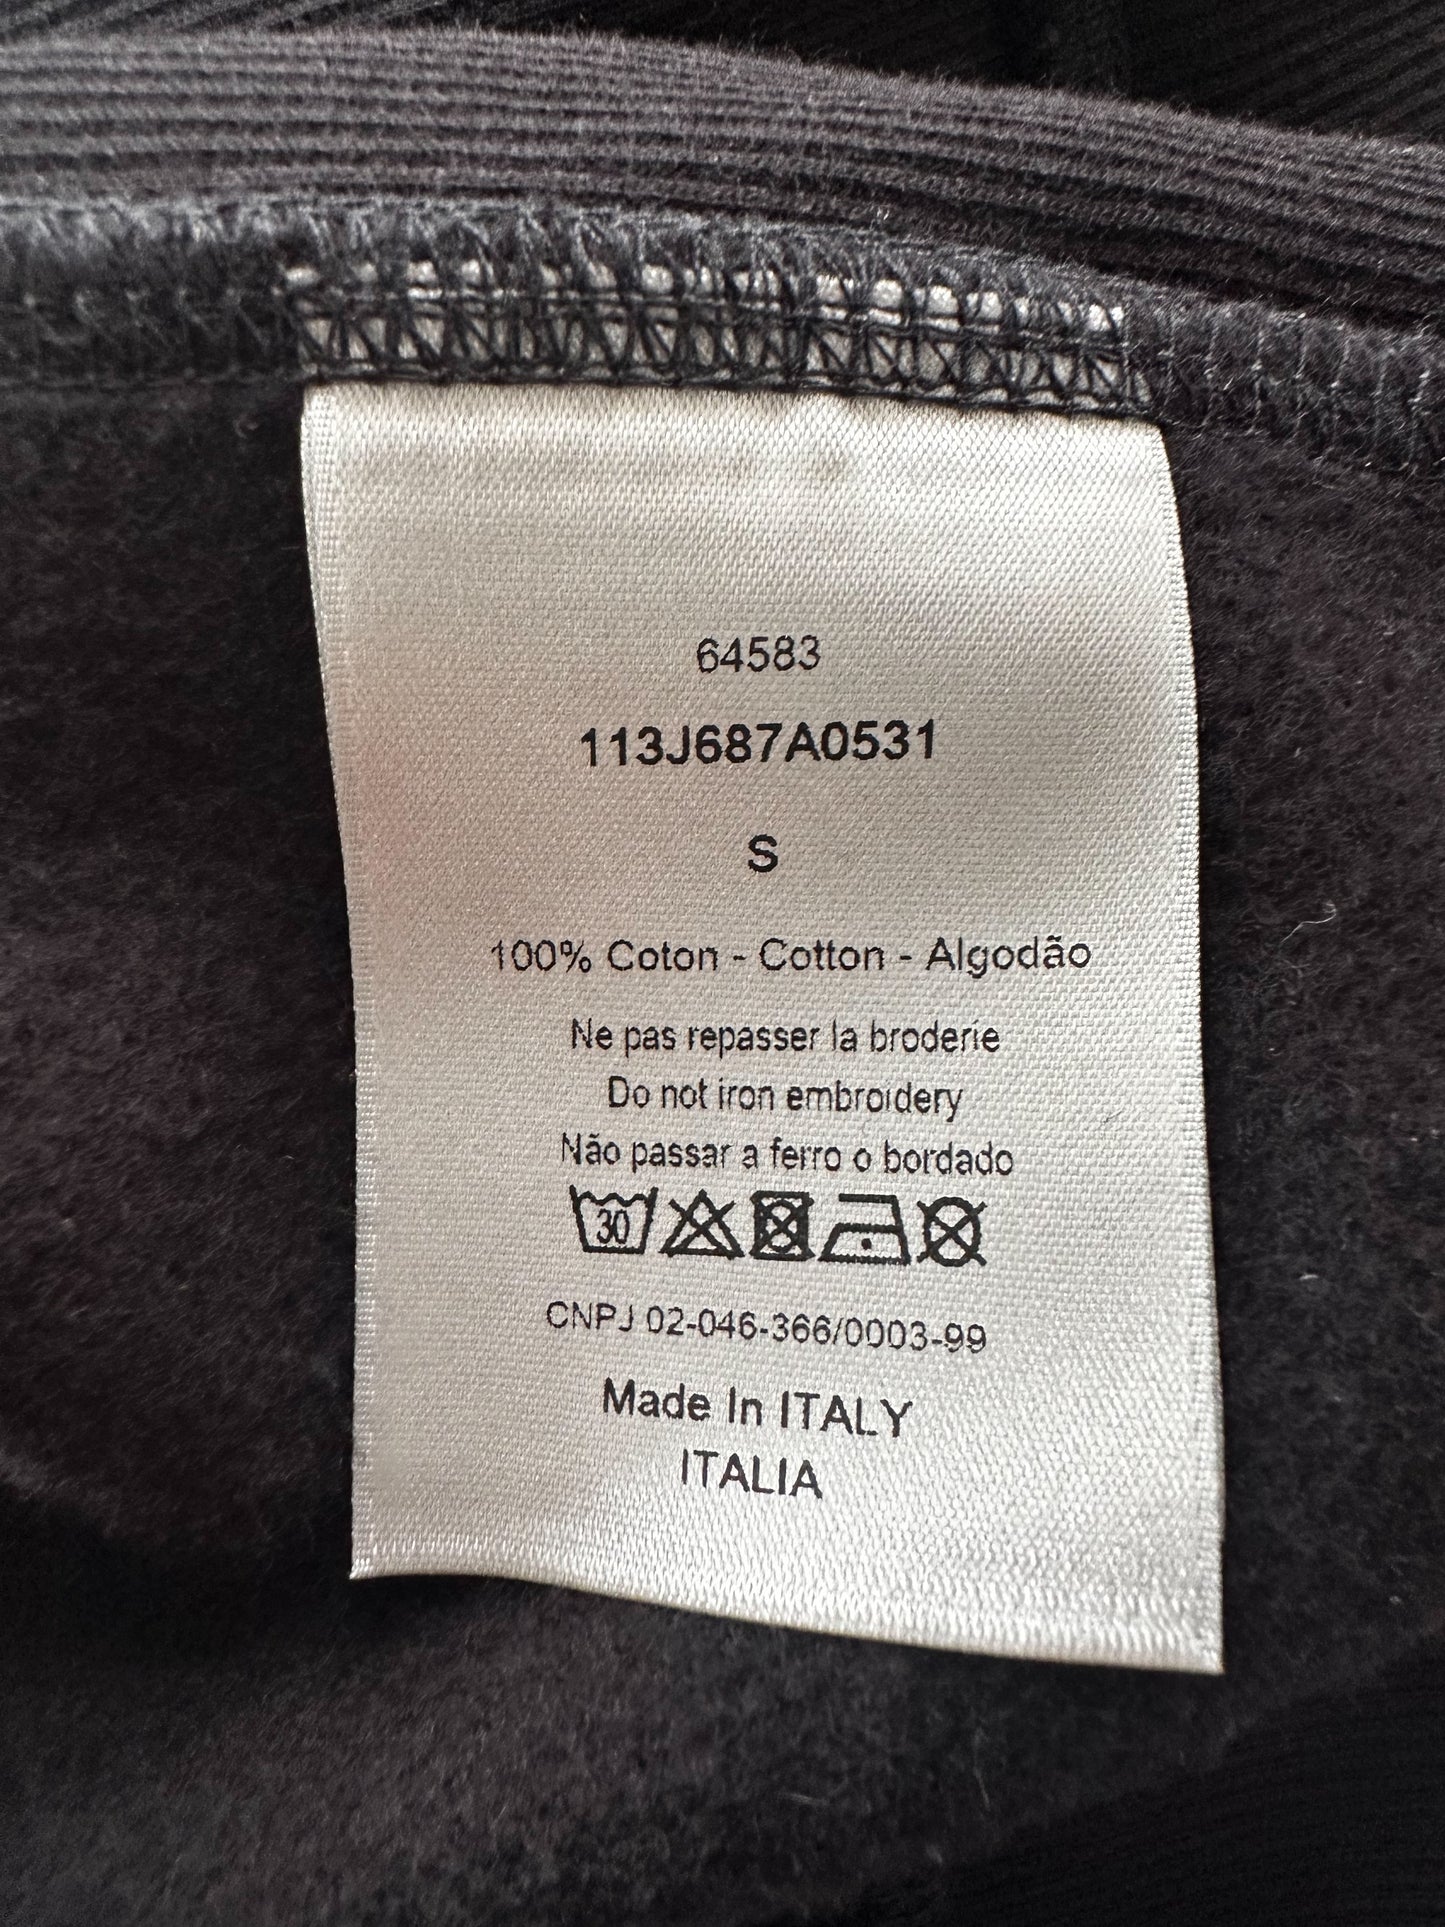 64583
113J687A0531
S
100% Coton - Cotton - Algodão
Ne pas repasser la broderie
Do not iron embroidery
Não passar a ferro o bordado
30
CNPJ 02-046-366/0003-99
Made In ITALY
ITALIA